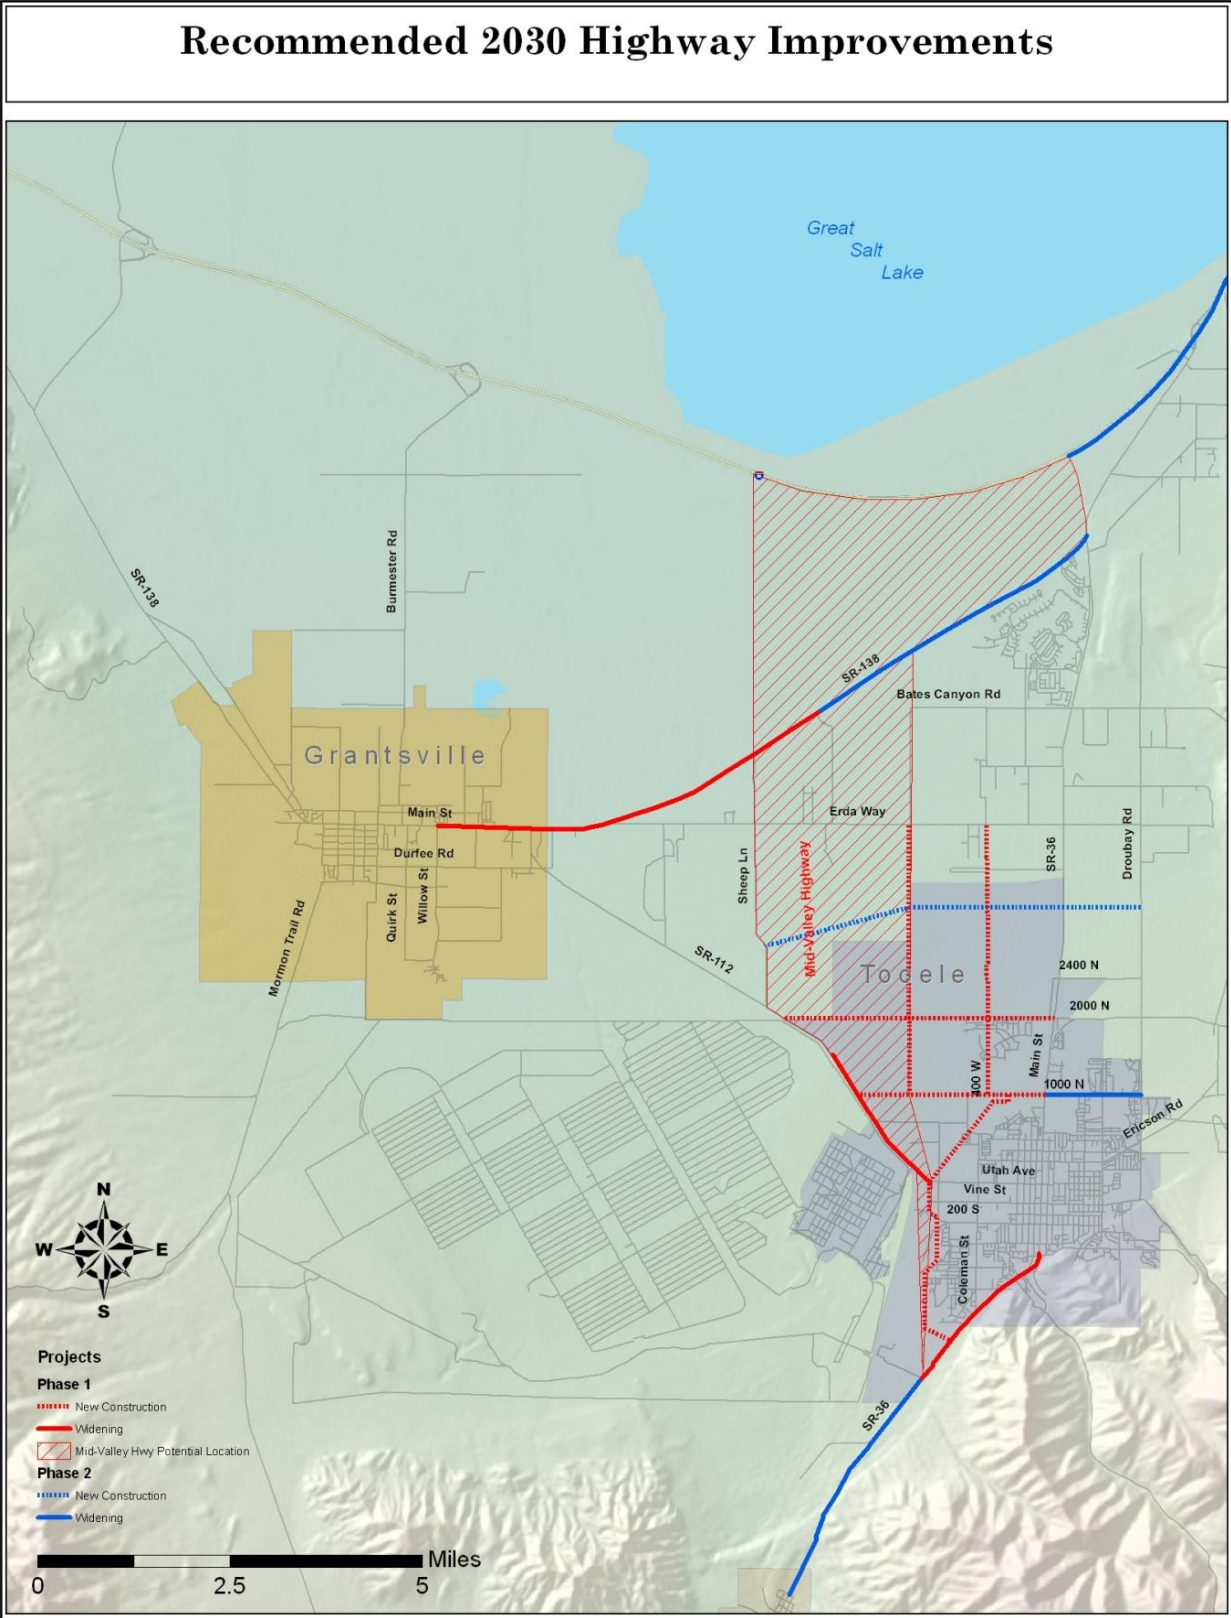 Recommended 2030 Highway Improvements
Great
Salt
Lake
SR-138
Burmester Rd
SR-138
Bates Canyon Rd
Grantsville
Main St
Erda Way
Durfee Rd
Sheep Ln
Mid-Valley Highway
SR-36
Droubay Rd
Quirk St
Willow St
Mormon Trail Rd
SR-112
Tooele
2400 N
2000 N
Main St
400 W
1000 N
Ericson Rd
Utah Ave
Vine St
200 S
Coleman St
SR-36
N
W
E
S
Projects
Phase 1
New Construction
Widening
Mid-Valley Hwy Potential Location
Phase 2
New Construction
Widening
Miles
0 2.5 5